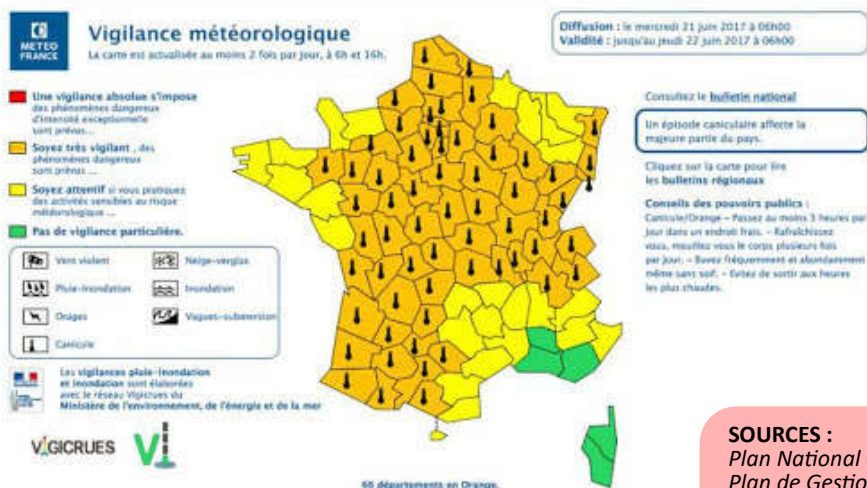 METEO
FRANCE
Vigilance météorologique
La carte est actualisée au moins 2 fois par jour, à 6h et 16h.
Diffusion : le mercredi 21 juin 2017 à 06h00
Validité : jusqu'au jeudi 22 juin 2017 à 06h00
Une vigilance absolue s'impose
des phénomènes dangereux
d'intensité exceptionnelle
sont prévus...
Soyez très vigilant , des
phénomènes dangereux
sont prévus ...
Soyez attentif si vous pratiquez
des activités sensibles au risque
météorologique ...
Pas de vigilance particulière.
Vent violent
Neige-verglas
Pluie-Inondation
Inondation
Orages
Vagues-submersion
Canicule
Les vigilances pluie-inondation
et inondation sont élaborées
avec le réseau Vigicrues du
Ministère de l'environnement, de l'énergie et de la mer
VIGICRUES
Consultez le bulletin national
Un épisode caniculaire affecte la
majeure partie du pays.
Cliquez sur la carte pour lire
les bulletins régionaux
Conseils des pouvoirs publics :
Canicule/Orange – Passez au moins 3 heures par
jour dans un endroit frais. – Rafraîchissez
vous, mouillez vous le corps plusieurs fois
par jour. – Buvez fréquemment et abondamment
même sans soif. – Evitez de sortir aux heures
les plus chaudes.
66 départements en Orange.
SOURCES :
Plan National
Plan de Gestio